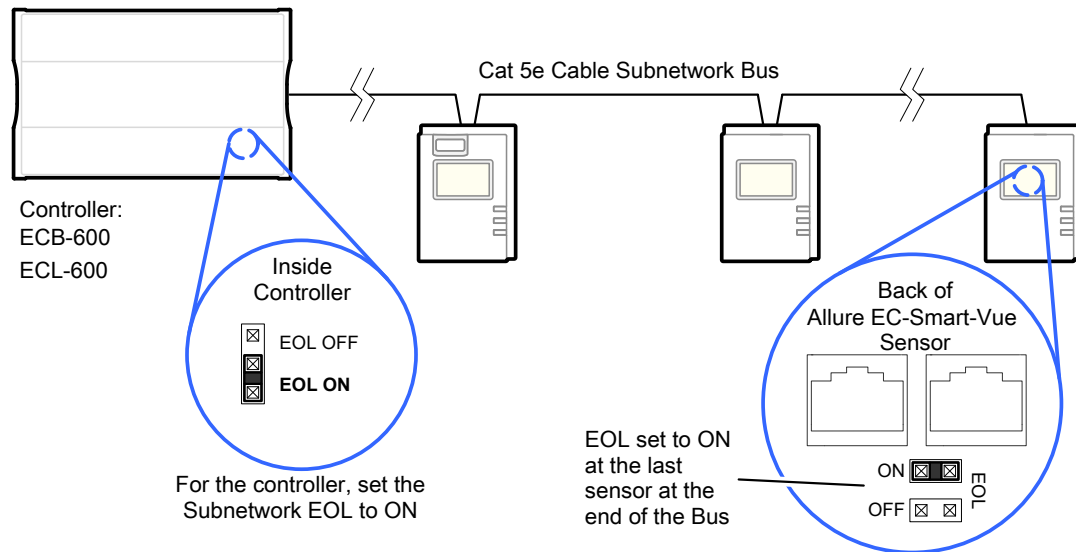 Cat 5e Cable Subnetwork Bus
Controller:
ECB-600
ECL-600
Inside
Controller
EOL OFF
EOL ON
For the controller, set the
Subnetwork EOL to ON
Back of
Allure EC-Smart-Vue
Sensor
EOL set to ON
at the last
sensor at the
end of the Bus
ON
OFF
EOL